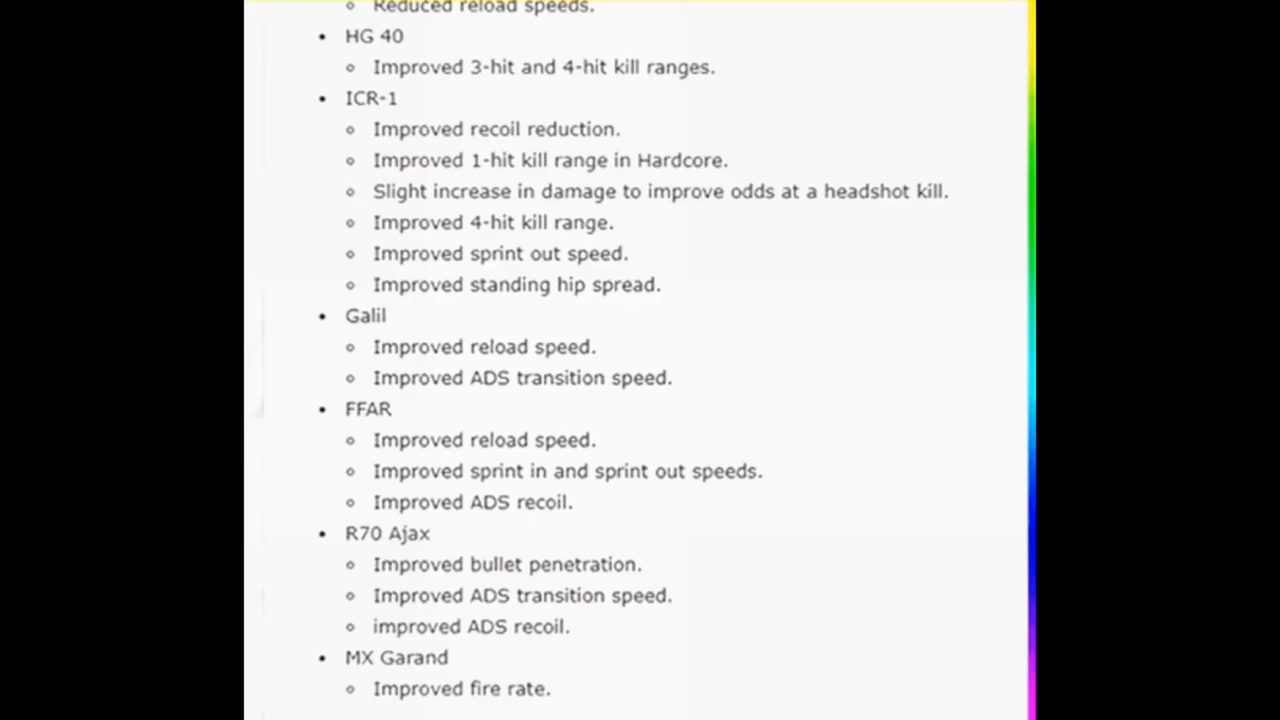 Reduced reload speeds.
• HG 40
◦ Improved 3-hit and 4-hit kill ranges.
• ICR-1
◦ Improved recoil reduction.
◦ Improved 1-hit kill range in Hardcore.
◦ Slight increase in damage to improve odds at a headshot kill.
◦ Improved 4-hit kill range.
◦ Improved sprint out speed.
◦ Improved standing hip spread.
• Galil
◦ Improved reload speed.
◦ Improved ADS transition speed.
• FFAR
◦ Improved reload speed.
◦ Improved sprint in and sprint out speeds.
◦ Improved ADS recoil.
• R70 Ajax
◦ Improved bullet penetration.
◦ Improved ADS transition speed.
◦ improved ADS recoil.
• MX Garand
◦ Improved fire rate.